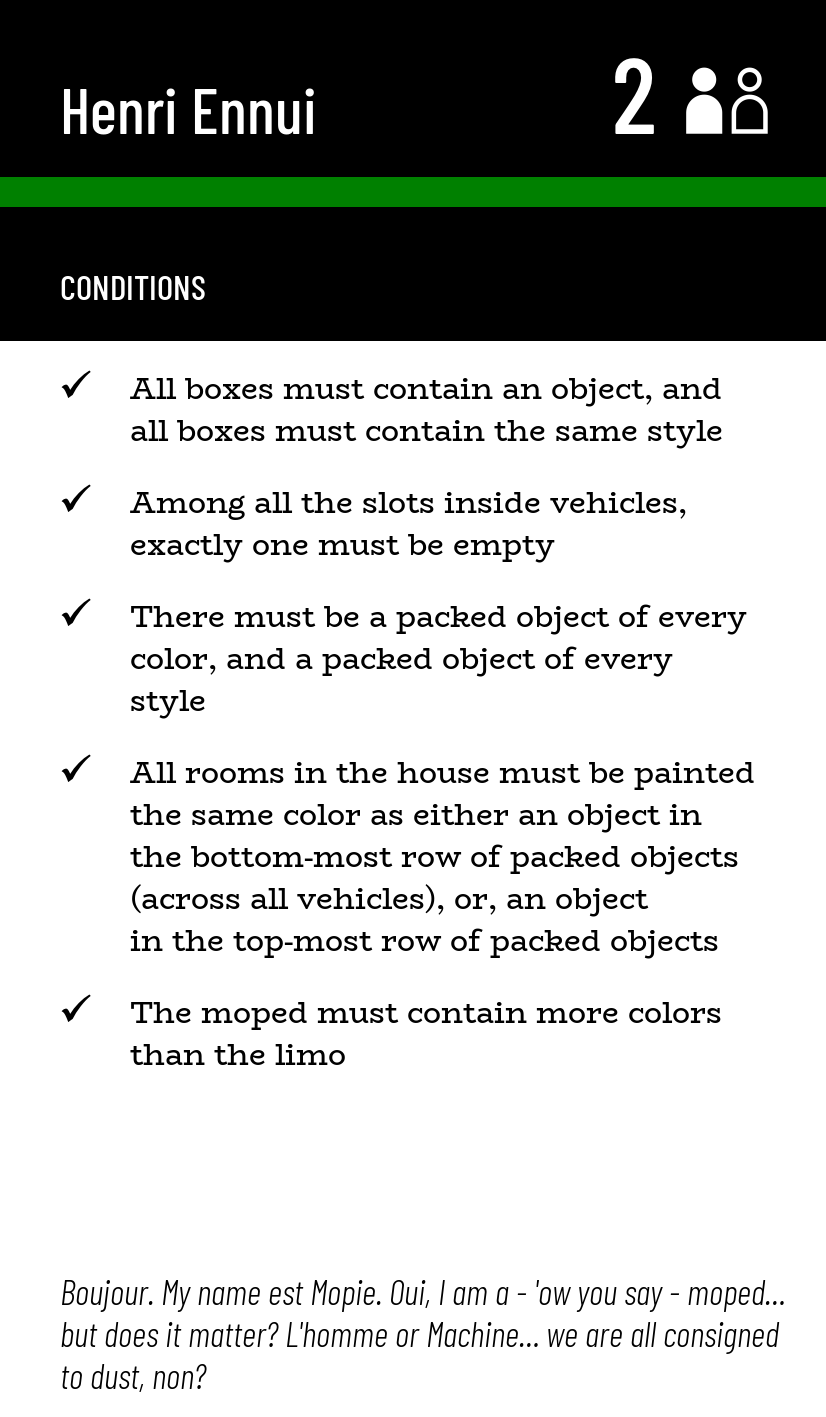 Henri Ennui
2
CONDITIONS
✓ All boxes must contain an object, and
all boxes must contain the same style
✓ Among all the slots inside vehicles,
exactly one must be empty
✓ There must be a packed object of every
color, and a packed object of every
style
✓ All rooms in the house must be painted
the same color as either an object in
the bottom-most row of packed objects
(across all vehicles), or, an object
in the top-most row of packed objects
✓ The moped must contain more colors
than the limo
Boujour. My name est Mopie. Oui, I am a - 'ow you say - moped...
but does it matter? L'homme or Machine... we are all consigned
to dust, non?